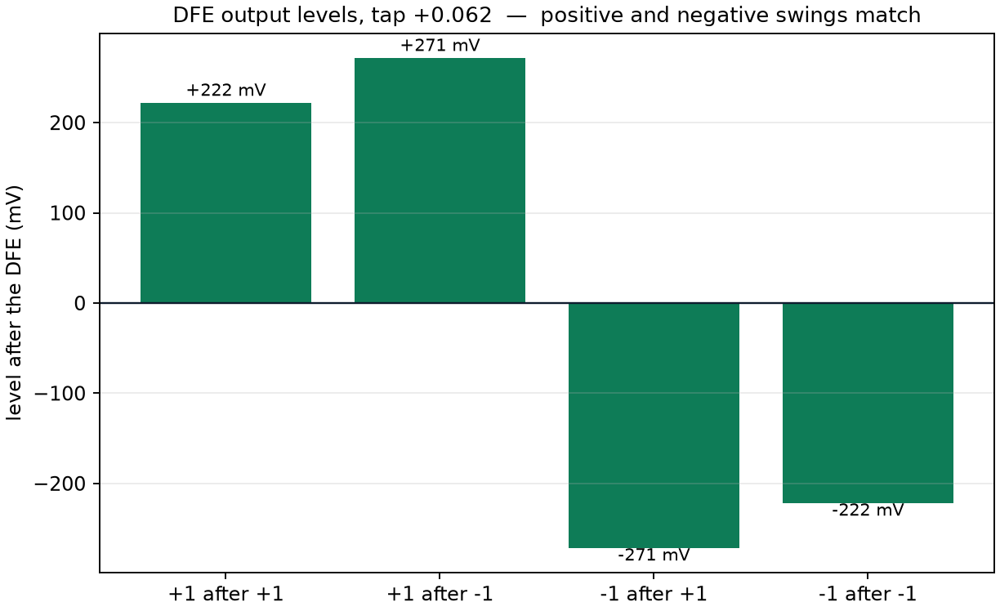 DFE output levels, tap +0.062 — positive and negative swings match
+271 mV
+222 mV
200
100
0
−100
−200
level after the DFE (mV)
-222 mV
-271 mV
+1 after +1
+1 after -1
-1 after +1
-1 after -1